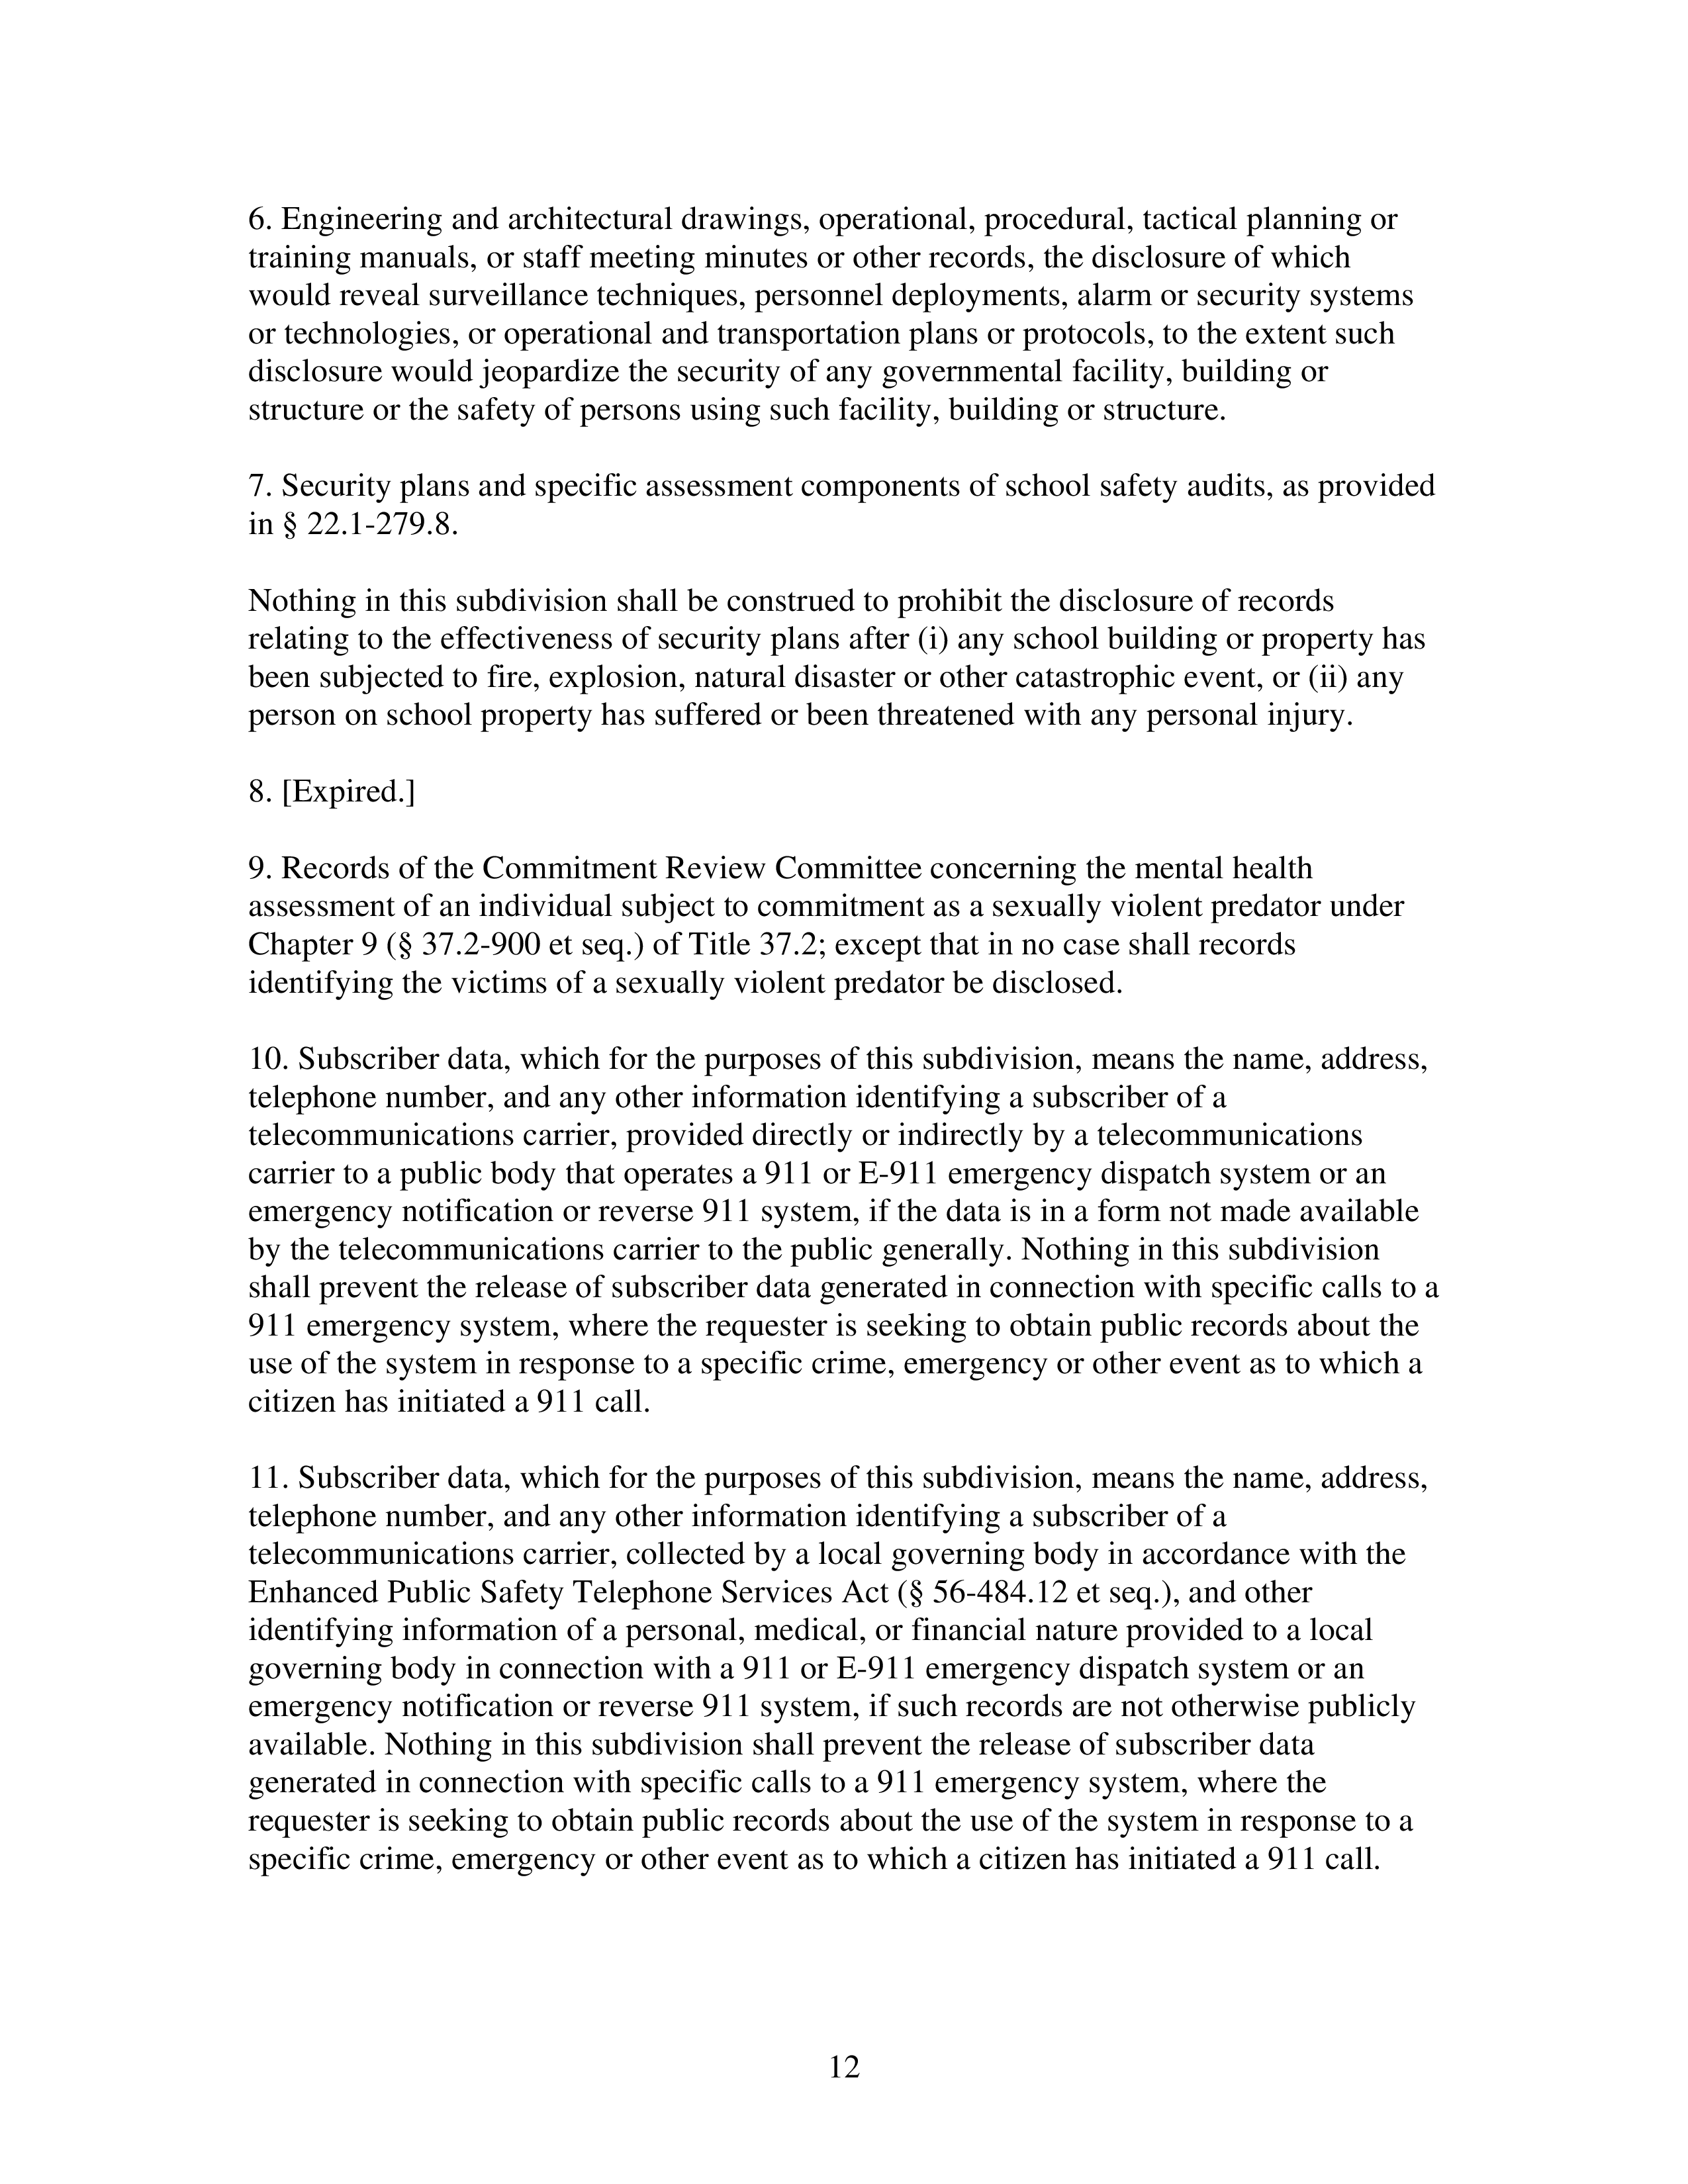 6. Engineering and architectural drawings, operational, procedural, tactical planning or
training manuals, or staff meeting minutes or other records, the disclosure of which
would reveal surveillance techniques, personnel deployments, alarm or security systems
or technologies, or operational and transportation plans or protocols, to the extent such
disclosure would jeopardize the security of any governmental facility, building or
structure or the safety of persons using such facility, building or structure.
7. Security plans and specific assessment components of school safety audits, as provided
in § 22.1-279.8.
Nothing in this subdivision shall be construed to prohibit the disclosure of records
relating to the effectiveness of security plans after (i) any school building or property has
been subjected to fire, explosion, natural disaster or other catastrophic event, or (ii) any
person on school property has suffered or been threatened with any personal injury.
8. [Expired.]
9. Records of the Commitment Review Committee concerning the mental health
assessment of an individual subject to commitment as a sexually violent predator under
Chapter 9 (§ 37.2-900 et seq.) of Title 37.2; except that in no case shall records
identifying the victims of a sexually violent predator be disclosed.
10. Subscriber data, which for the purposes of this subdivision, means the name, address,
telephone number, and any other information identifying a subscriber of a
telecommunications carrier, provided directly or indirectly by a telecommunications
carrier to a public body that operates a 911 or E-911 emergency dispatch system or an
emergency notification or reverse 911 system, if the data is in a form not made available
by the telecommunications carrier to the public generally. Nothing in this subdivision
shall prevent the release of subscriber data generated in connection with specific calls to a
911 emergency system, where the requester is seeking to obtain public records about the
use of the system in response to a specific crime, emergency or other event as to which a
citizen has initiated a 911 call.
11. Subscriber data, which for the purposes of this subdivision, means the name, address,
telephone number, and any other information identifying a subscriber of a
telecommunications carrier, collected by a local governing body in accordance with the
Enhanced Public Safety Telephone Services Act (§ 56-484.12 et seq.), and other
identifying information of a personal, medical, or financial nature provided to a local
governing body in connection with a 911 or E-911 emergency dispatch system or an
emergency notification or reverse 911 system, if such records are not otherwise publicly
available. Nothing in this subdivision shall prevent the release of subscriber data
generated in connection with specific calls to a 911 emergency system, where the
requester is seeking to obtain public records about the use of the system in response to a
specific crime, emergency or other event as to which a citizen has initiated a 911 call.
12